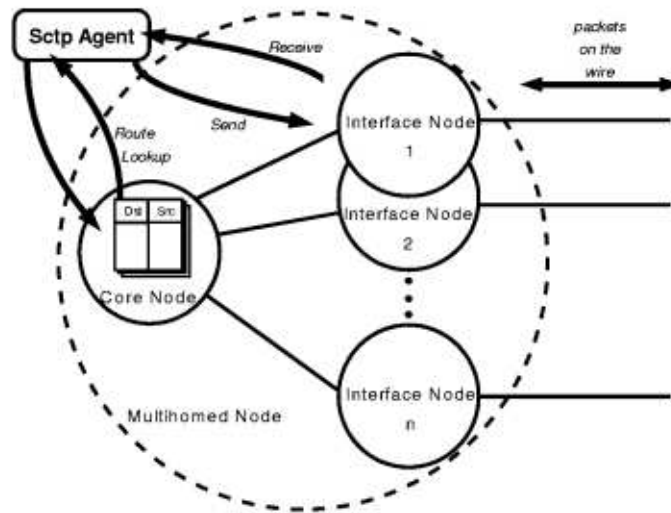 Sctp Agent
Receive
packets
on the
wire
Send
Route
Lookup
Interface Node
1
Dst Src
Interface Node
2
Core Node
Interface Node
n
Multihomed Node